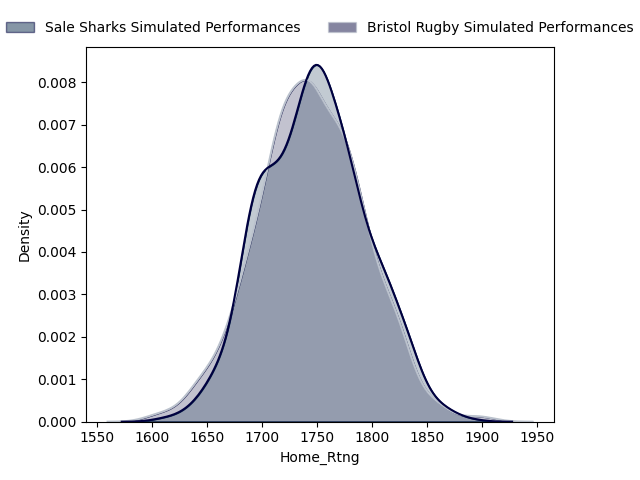 Sale Sharks Simulated Performances
Bristol Rugby Simulated Performances
0.008
0.007
0.006
0.005
0.004
0.003
0.002
0.001
0.000
Density
1550 1600 1650 1700 1750 1800 1850 1900 1950
Home_Rtng